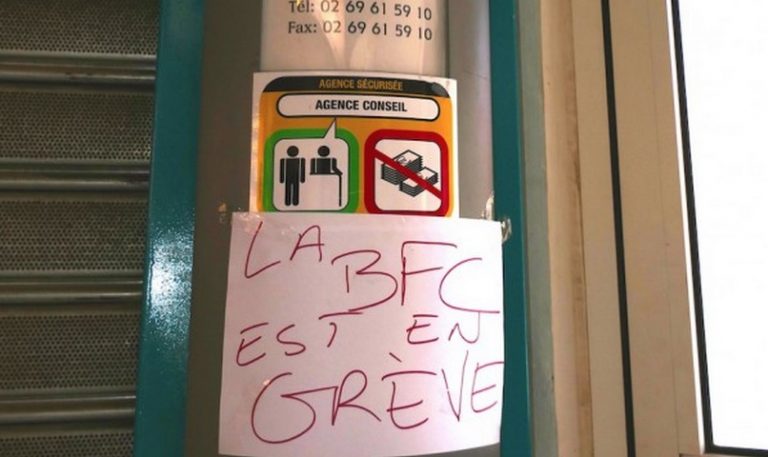 Tél: 02 69 61 59 10
Fax: 02 69 61 59 10
AGENCE SÉCURISÉE
AGENCE CONSEIL
LA
BFC
EST EN
GRÈVE